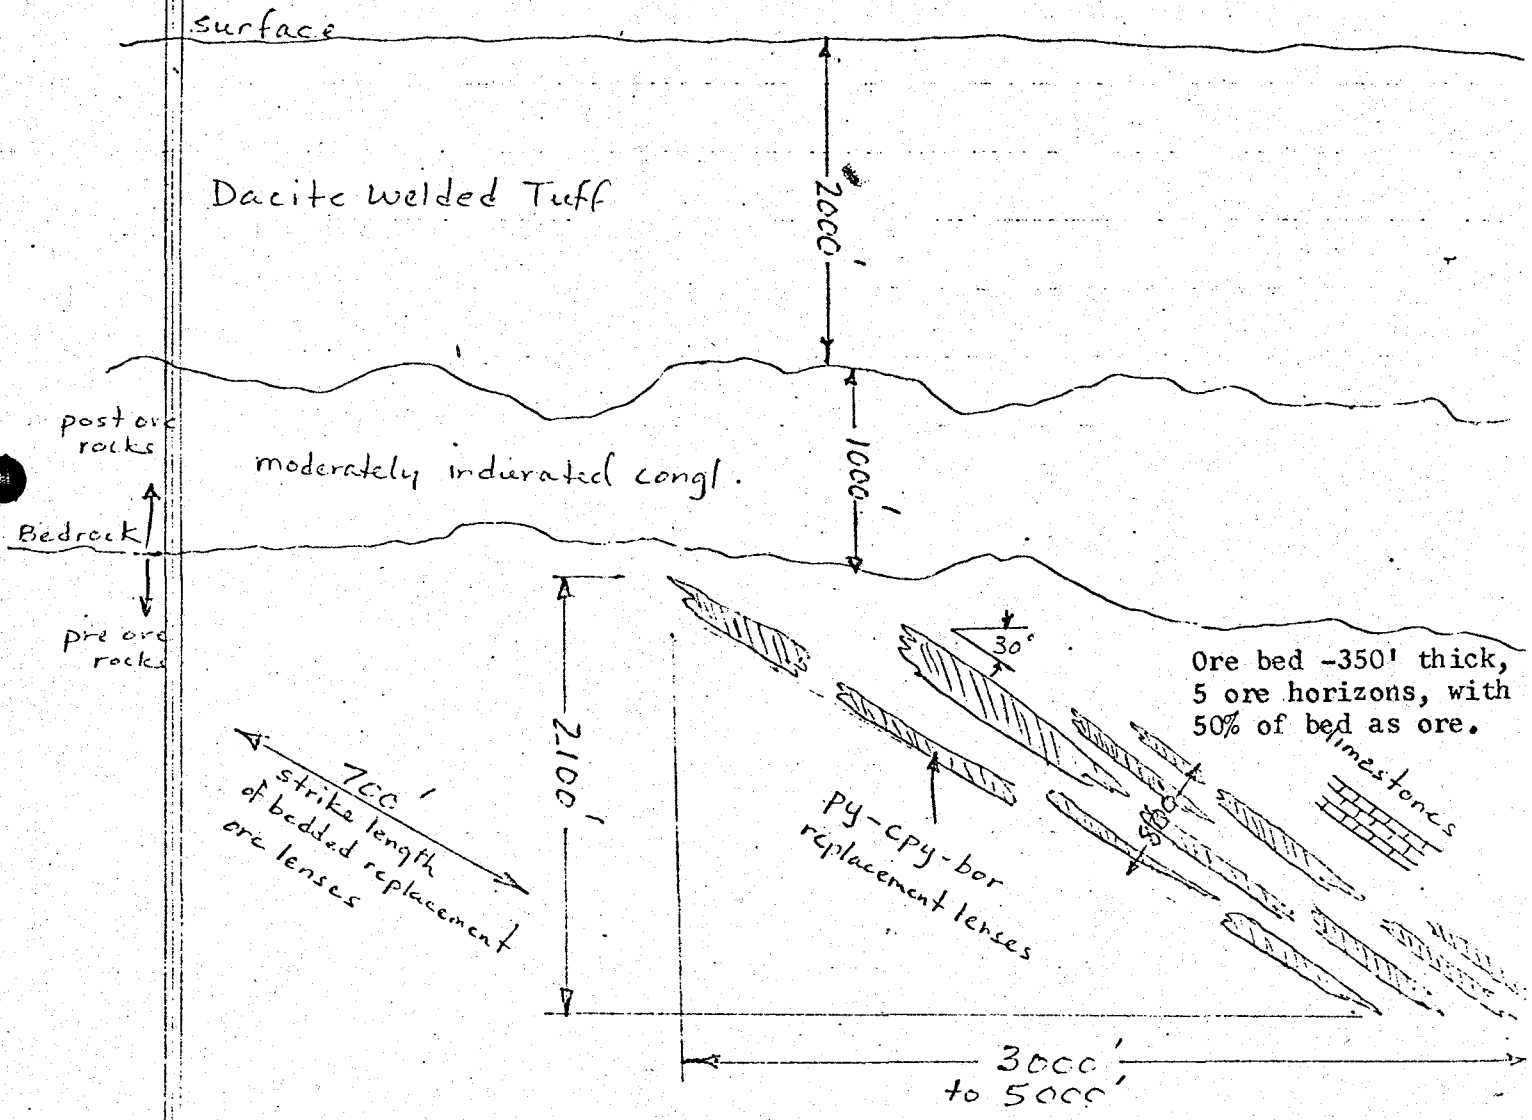 surface
2000'
Dacite Welded Tuff
post ore
rocks
1000'
moderately indurated congl.
Bedrock
pre ore
rocks
30°
Ore bed -350' thick,
5 ore horizons, with
50% of bed as ore.
limestones
2100'
700'
strike length
of bedded replacement
ore lenses
py-cpy-bor
replacement lenses
3000'
to 5000'